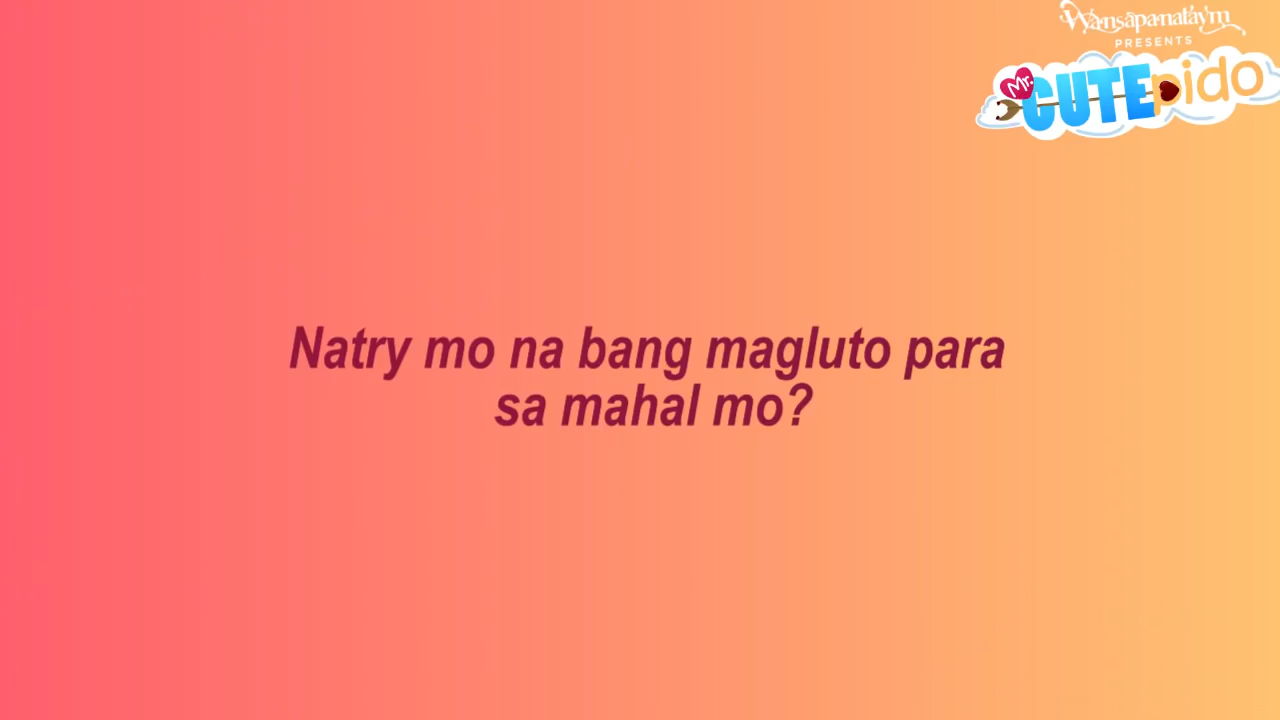 Wansapanataym
PRESENTS
Mr. CUTEpido
Natry mo na bang magluto para
sa mahal mo?